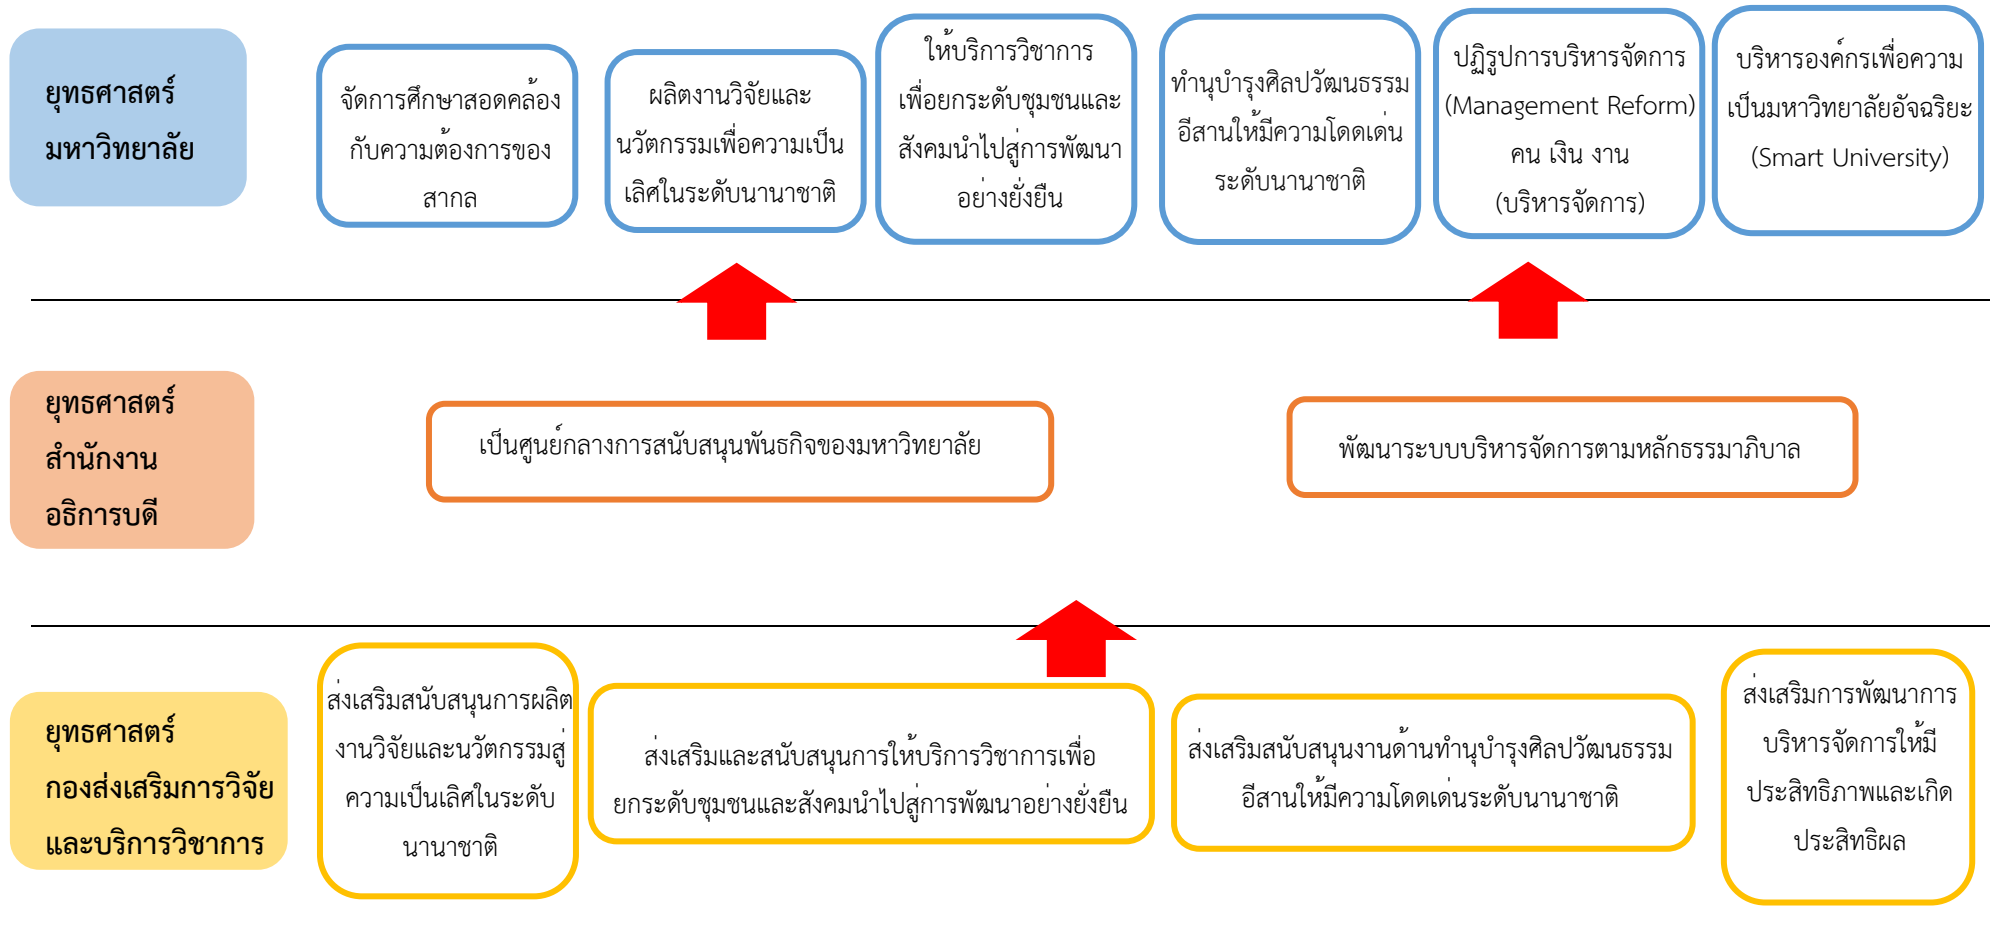 ยุทธศาสตร์
มหาวิทยาลัย
จัดการศึกษาสอดคล้อง
กับความต้องการของ
สากล
ผลิตงานวิจัยและ
นวัตกรรมเพื่อความเป็น
เลิศในระดับนานาชาติ
ให้บริการวิชาการ
เพื่อยกระดับชุมชนและ
สังคมนำไปสู่การพัฒนา
อย่างยั่งยืน
ทำนุบำรุงศิลปวัฒนธรรม
อีสานให้มีความโดดเด่น
ระดับนานาชาติ
ปฏิรูปการบริหารจัดการ
(Management Reform)
คน เงิน งาน
(บริหารจัดการ)
บริหารองค์กรเพื่อความ
เป็นมหาวิทยาลัยอัจฉริยะ
(Smart University)
ยุทธศาสตร์
สำนักงาน
อธิการบดี
เป็นศูนย์กลางการสนับสนุนพันธกิจของมหาวิทยาลัย
พัฒนาระบบบริหารจัดการตามหลักธรรมาภิบาล
ยุทธศาสตร์
กองส่งเสริมการวิจัย
และบริการวิชาการ
ส่งเสริมสนับสนุนการผลิต
งานวิจัยและนวัตกรรมสู่
ความเป็นเลิศในระดับ
นานาชาติ
ส่งเสริมและสนับสนุนการให้บริการวิชาการเพื่อ
ยกระดับชุมชนและสังคมนำไปสู่การพัฒนาอย่างยั่งยืน
ส่งเสริมสนับสนุนงานด้านทำนุบำรุงศิลปวัฒนธรรม
อีสานให้มีความโดดเด่นระดับนานาชาติ
ส่งเสริมการพัฒนาการ
บริหารจัดการให้มี
ประสิทธิภาพและเกิด
ประสิทธิผล